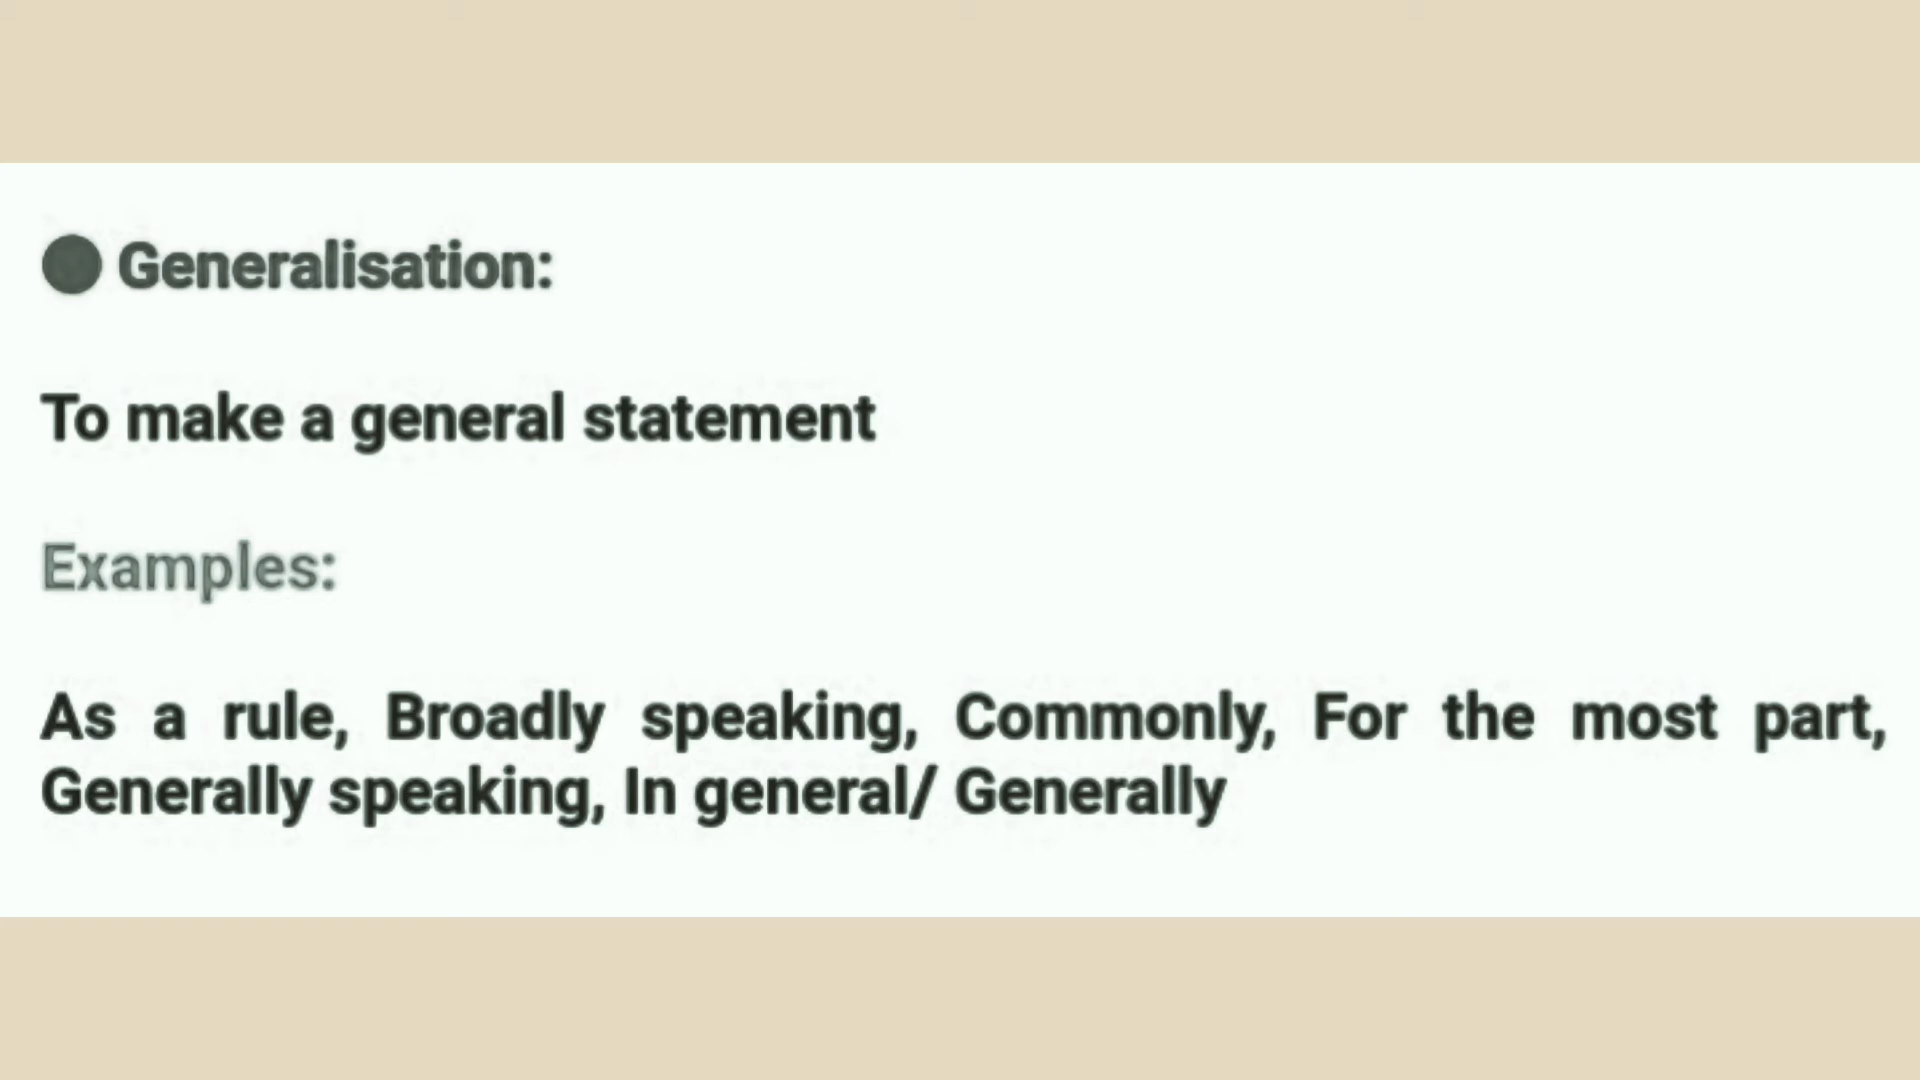 ● Generalisation:
To make a general statement
Examples:
As a rule, Broadly speaking, Commonly, For the most part,
Generally speaking, In general/ Generally